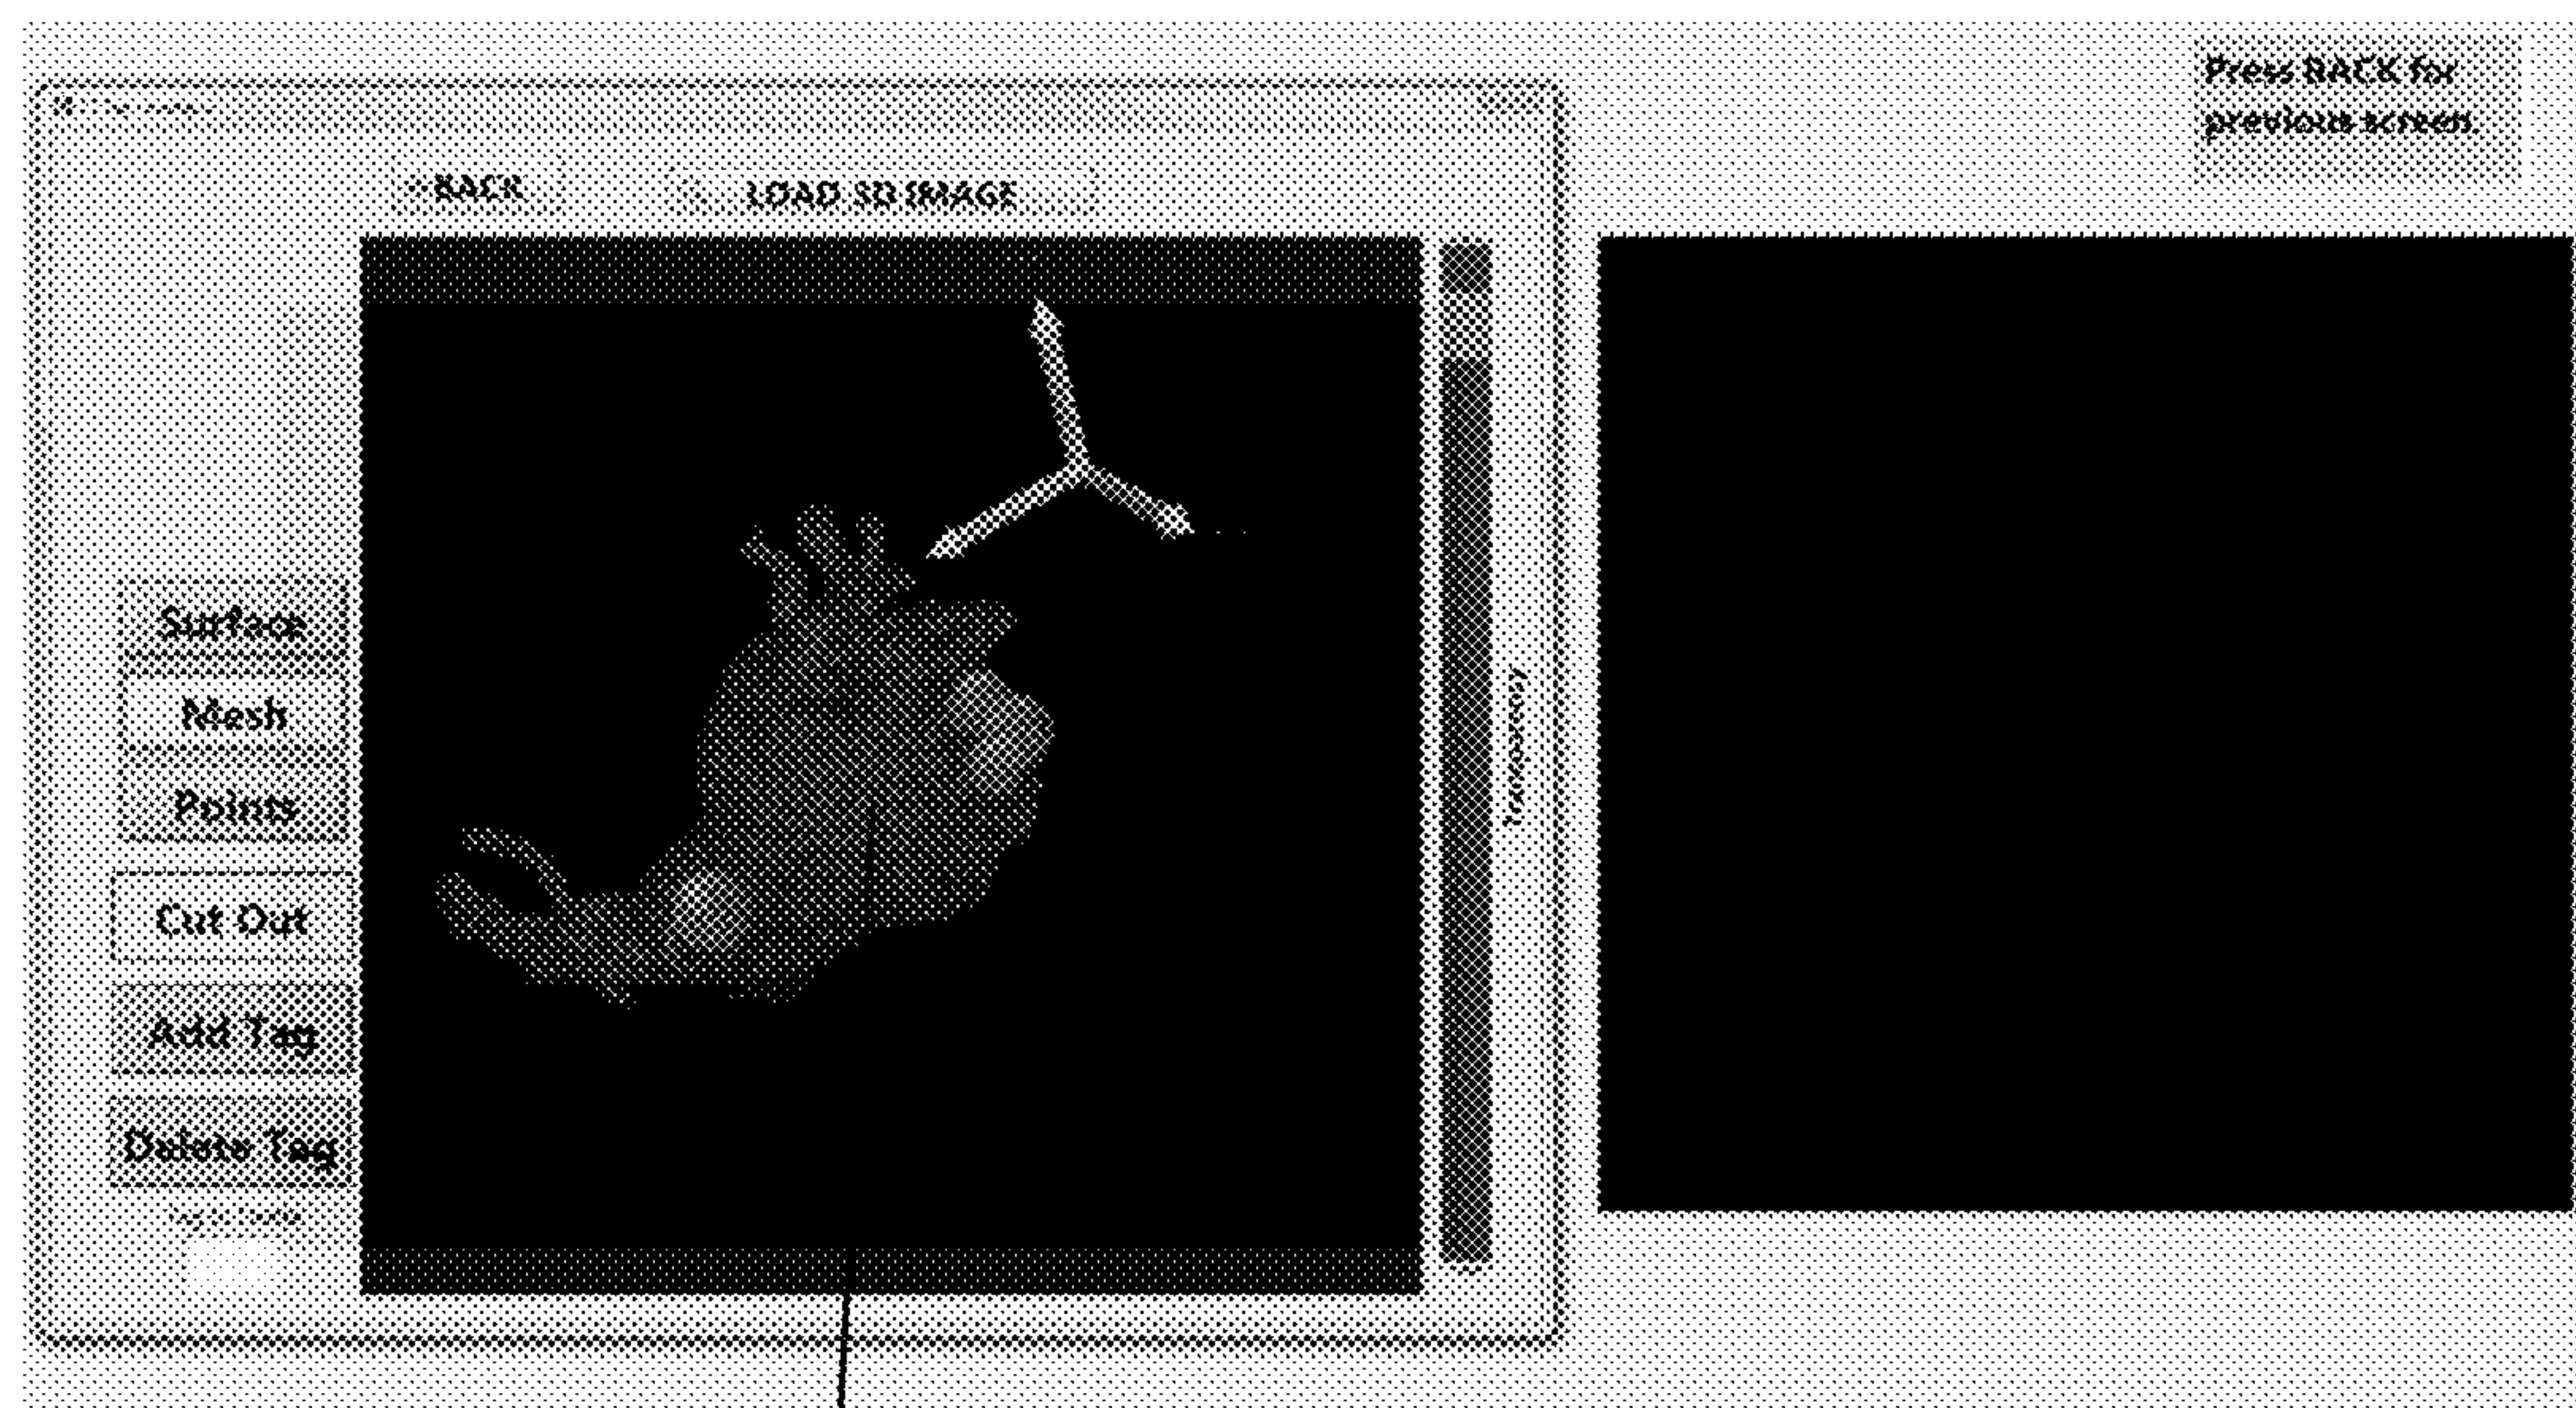 Press BACK for
previous screen.
BACK
LOAD 3D IMAGE
Surface
Mesh
Points
Cut Out
Add Tag
Delete Tag